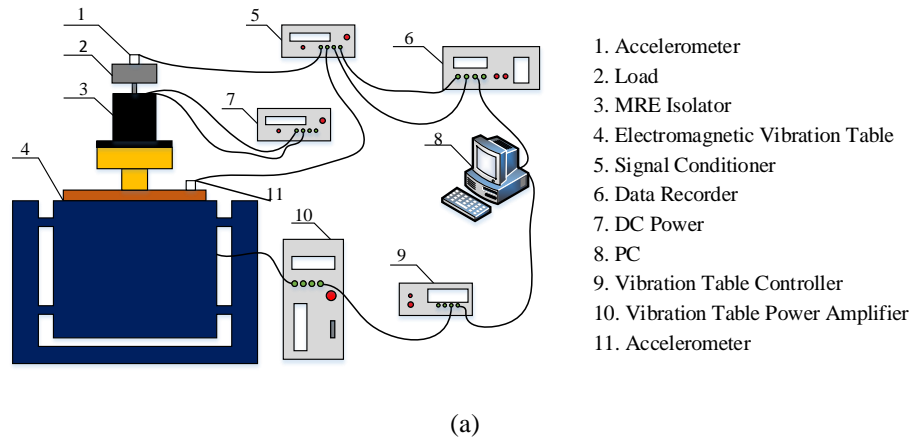 1
2
3
4
5
6
7
8
9
10
11
1. Accelerometer
2. Load
3. MRE Isolator
4. Electromagnetic Vibration Table
5. Signal Conditioner
6. Data Recorder
7. DC Power
8. PC
9. Vibration Table Controller
10. Vibration Table Power Amplifier
11. Accelerometer
(a)